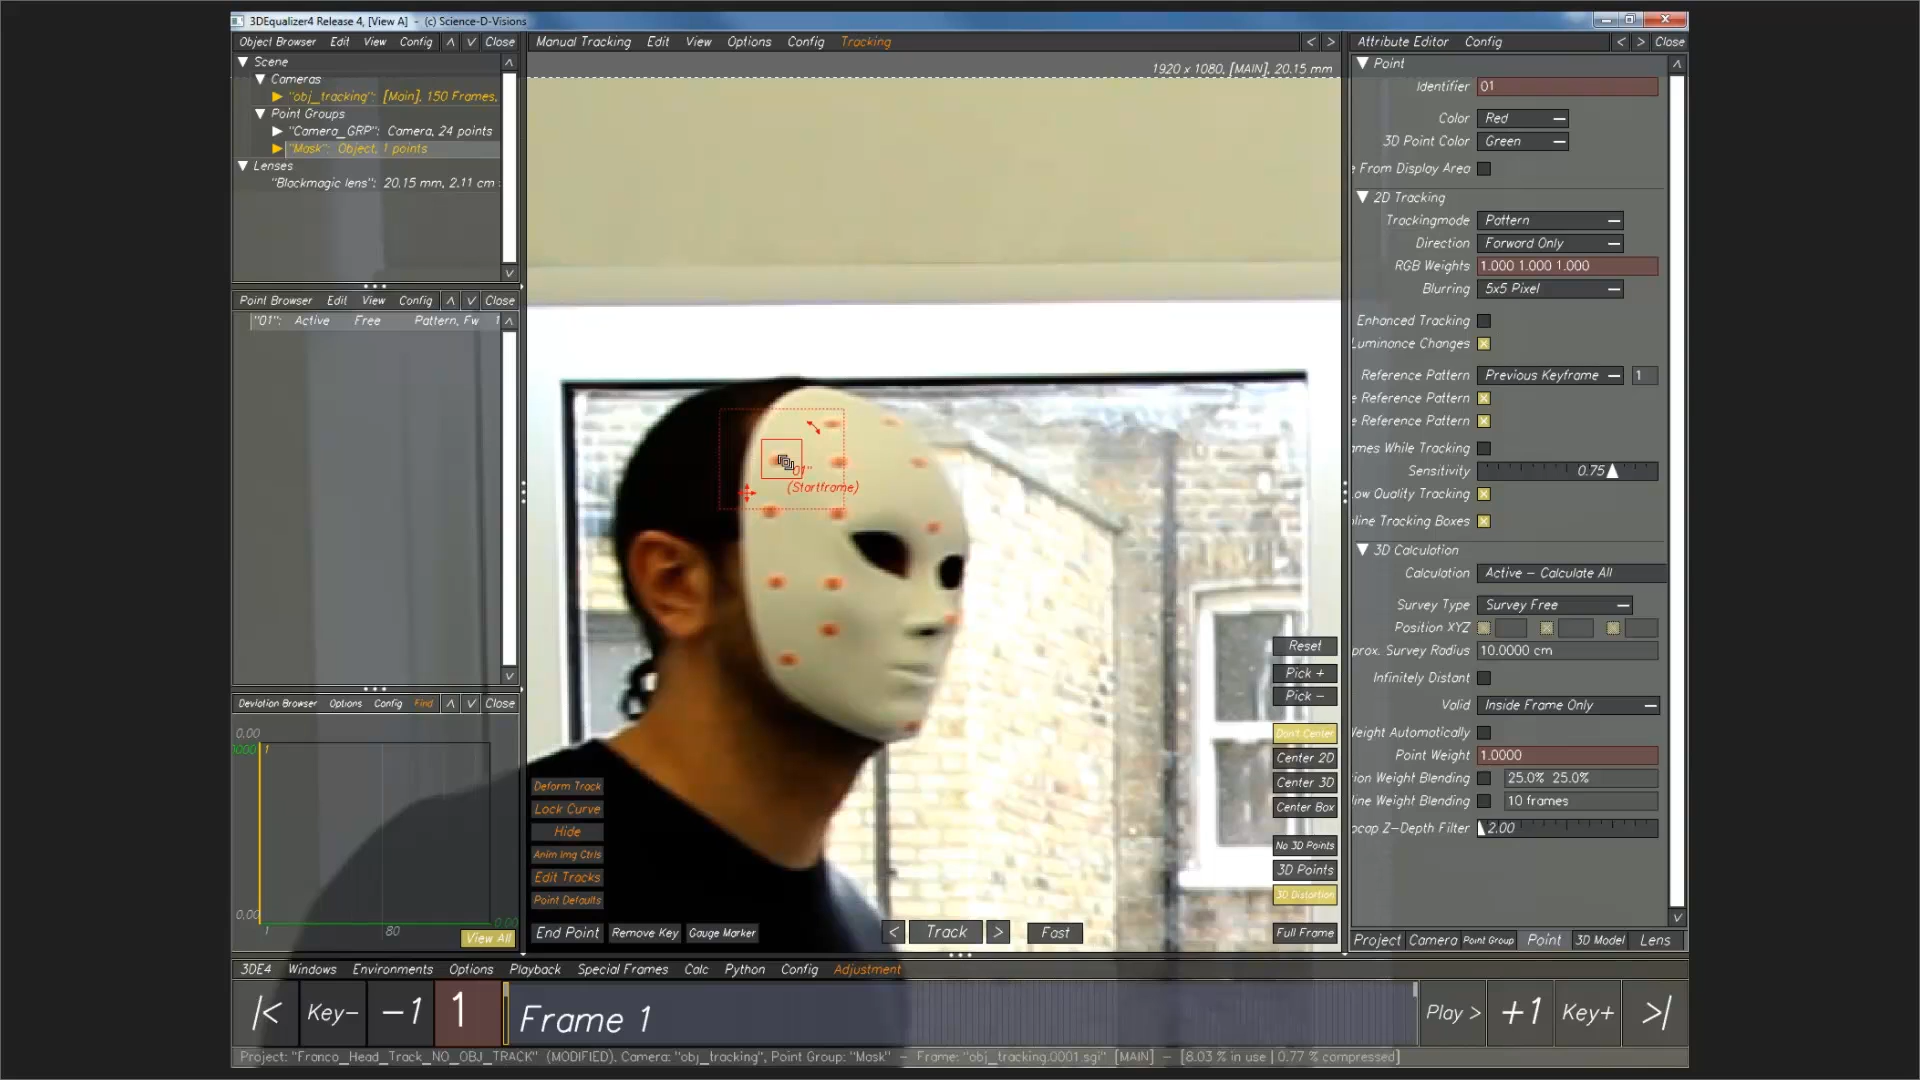 3DEqualizer4 Release 4, [View A]  -  (c) Science-D-Visions
Object Browser Edit View Config Close
Scene
Cameras
"obj_tracking": [Main], 150 Frames,
Point Groups
"Camera_GRP": Camera, 24 points
"Mask": Object, 1 points
Lenses
"Blackmagic lens": 20.15 mm, 2.11 cm
Point Browser Edit View Config Close
"01": Active Free Pattern, Fw 1
Deviation Browser Options Config Find Close
0.00
1
0.00
0.00
1
80
View All
Manual Tracking Edit View Options Config Tracking
< >
1920 x 1080, [MAIN], 20.15 mm
01"
(Startframe)
Reset
Pick +
Pick -
Don't Center
Center 2D
Center 3D
Center Box
No 3D Points
3D Points
3D Distortion
Full Frame
Deform Track
Lock Curve
Hide
Anim Img Ctrls
Edit Tracks
Point Defaults
End Point Remove Key Gauge Marker
< Track > Fast
Attribute Editor Config < > Close
Point
Identifier 01
Color Red
3D Point Color Green
e From Display Area
2D Tracking
Trackingmode Pattern
Direction Forward Only
RGB Weights 1.000 1.000 1.000
Blurring 5x5 Pixel
Enhanced Tracking
Luminance Changes
Reference Pattern Previous Keyframe 1
e Reference Pattern
e Reference Pattern
ames While Tracking
Sensitivity 0.75
ow Quality Tracking
line Tracking Boxes
3D Calculation
Calculation Active - Calculate All
Survey Type Survey Free
Position XYZ
prox. Survey Radius 10.0000 cm
Infinitely Distant
Valid Inside Frame Only
Weight Automatically
Point Weight 1.0000
ion Weight Blending 25.0% 25.0%
line Weight Blending 10 frames
ocap Z-Depth Filter 2.00
Project Camera Point Group Point 3D Model Lens
3DE4 Windows Environments Options Playback Special Frames Calc Python Config Adjustment
|< Key- -1 1 Frame 1 Play > +1 Key+ >|
Project: "Franco_Head_Track_NO_OBJ_TRACK" (MODIFIED), Camera: "obj_tracking", Point Group: "Mask" - Frame: "obj_tracking.0001.sgi" [MAIN] - [8.03 % in use | 0.77 % compressed]